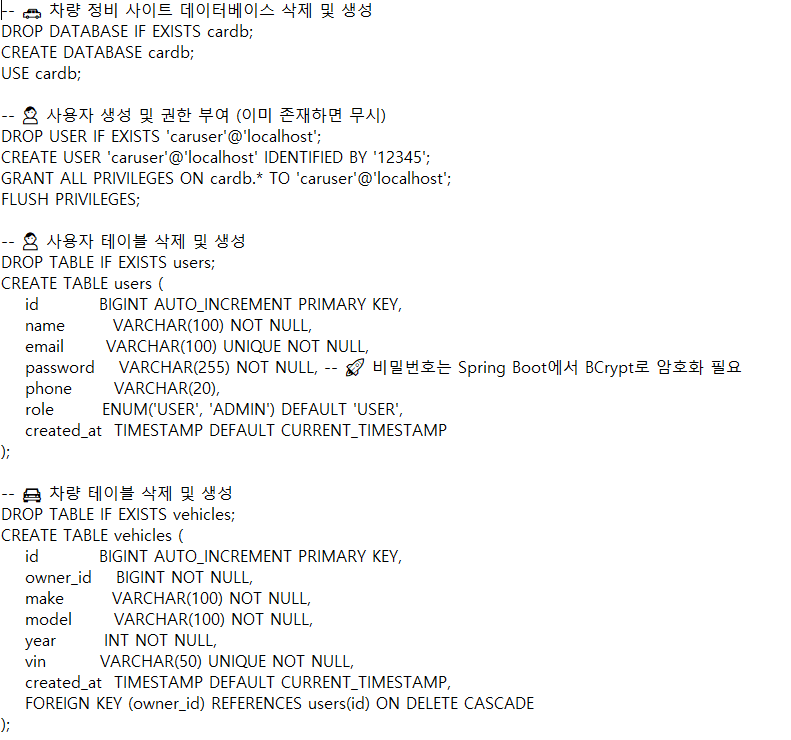 -- 🚗 차량 정비 사이트 데이터베이스 삭제 및 생성
DROP DATABASE IF EXISTS cardb;
CREATE DATABASE cardb;
USE cardb;

-- 👤 사용자 생성 및 권한 부여 (이미 존재하면 무시)
DROP USER IF EXISTS 'caruser'@'localhost';
CREATE USER 'caruser'@'localhost' IDENTIFIED BY '12345';
GRANT ALL PRIVILEGES ON cardb.* TO 'caruser'@'localhost';
FLUSH PRIVILEGES;

-- 👤 사용자 테이블 삭제 및 생성
DROP TABLE IF EXISTS users;
CREATE TABLE users (
    id BIGINT AUTO_INCREMENT PRIMARY KEY,
    name VARCHAR(100) NOT NULL,
    email VARCHAR(100) UNIQUE NOT NULL,
    password VARCHAR(255) NOT NULL, -- 🚀 비밀번호는 Spring Boot에서 BCrypt로 암호화 필요
    phone VARCHAR(20),
    role ENUM('USER', 'ADMIN') DEFAULT 'USER',
    created_at TIMESTAMP DEFAULT CURRENT_TIMESTAMP
);

-- 🚘 차량 테이블 삭제 및 생성
DROP TABLE IF EXISTS vehicles;
CREATE TABLE vehicles (
    id BIGINT AUTO_INCREMENT PRIMARY KEY,
    owner_id BIGINT NOT NULL,
    make VARCHAR(100) NOT NULL,
    model VARCHAR(100) NOT NULL,
    year INT NOT NULL,
    vin VARCHAR(50) UNIQUE NOT NULL,
    created_at TIMESTAMP DEFAULT CURRENT_TIMESTAMP,
    FOREIGN KEY (owner_id) REFERENCES users(id) ON DELETE CASCADE
);